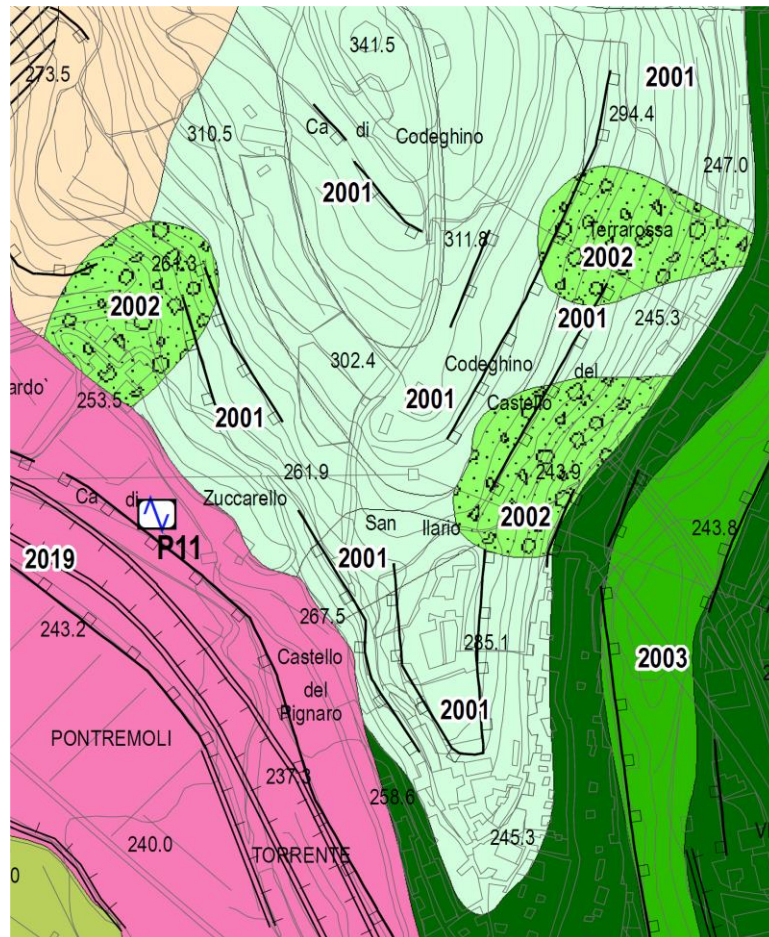 341.5
273.5
2001
294.4
310.5
Ca di
Codeghino
247.0
2001
311.8
Terrarossa
2002
264.3
2002
2001
245.3
302.4
Codeghino del
253.5
2001
2001
Castello
261.9
243.9
Ca di
Zuccarello
San Ilario
2002
243.8
P11
2019
2001
267.5
243.2
285.1
Castello
2003
del
Pignaro
2001
PONTREMOLI
237.3
258.6
240.0
245.3
TORRENTE